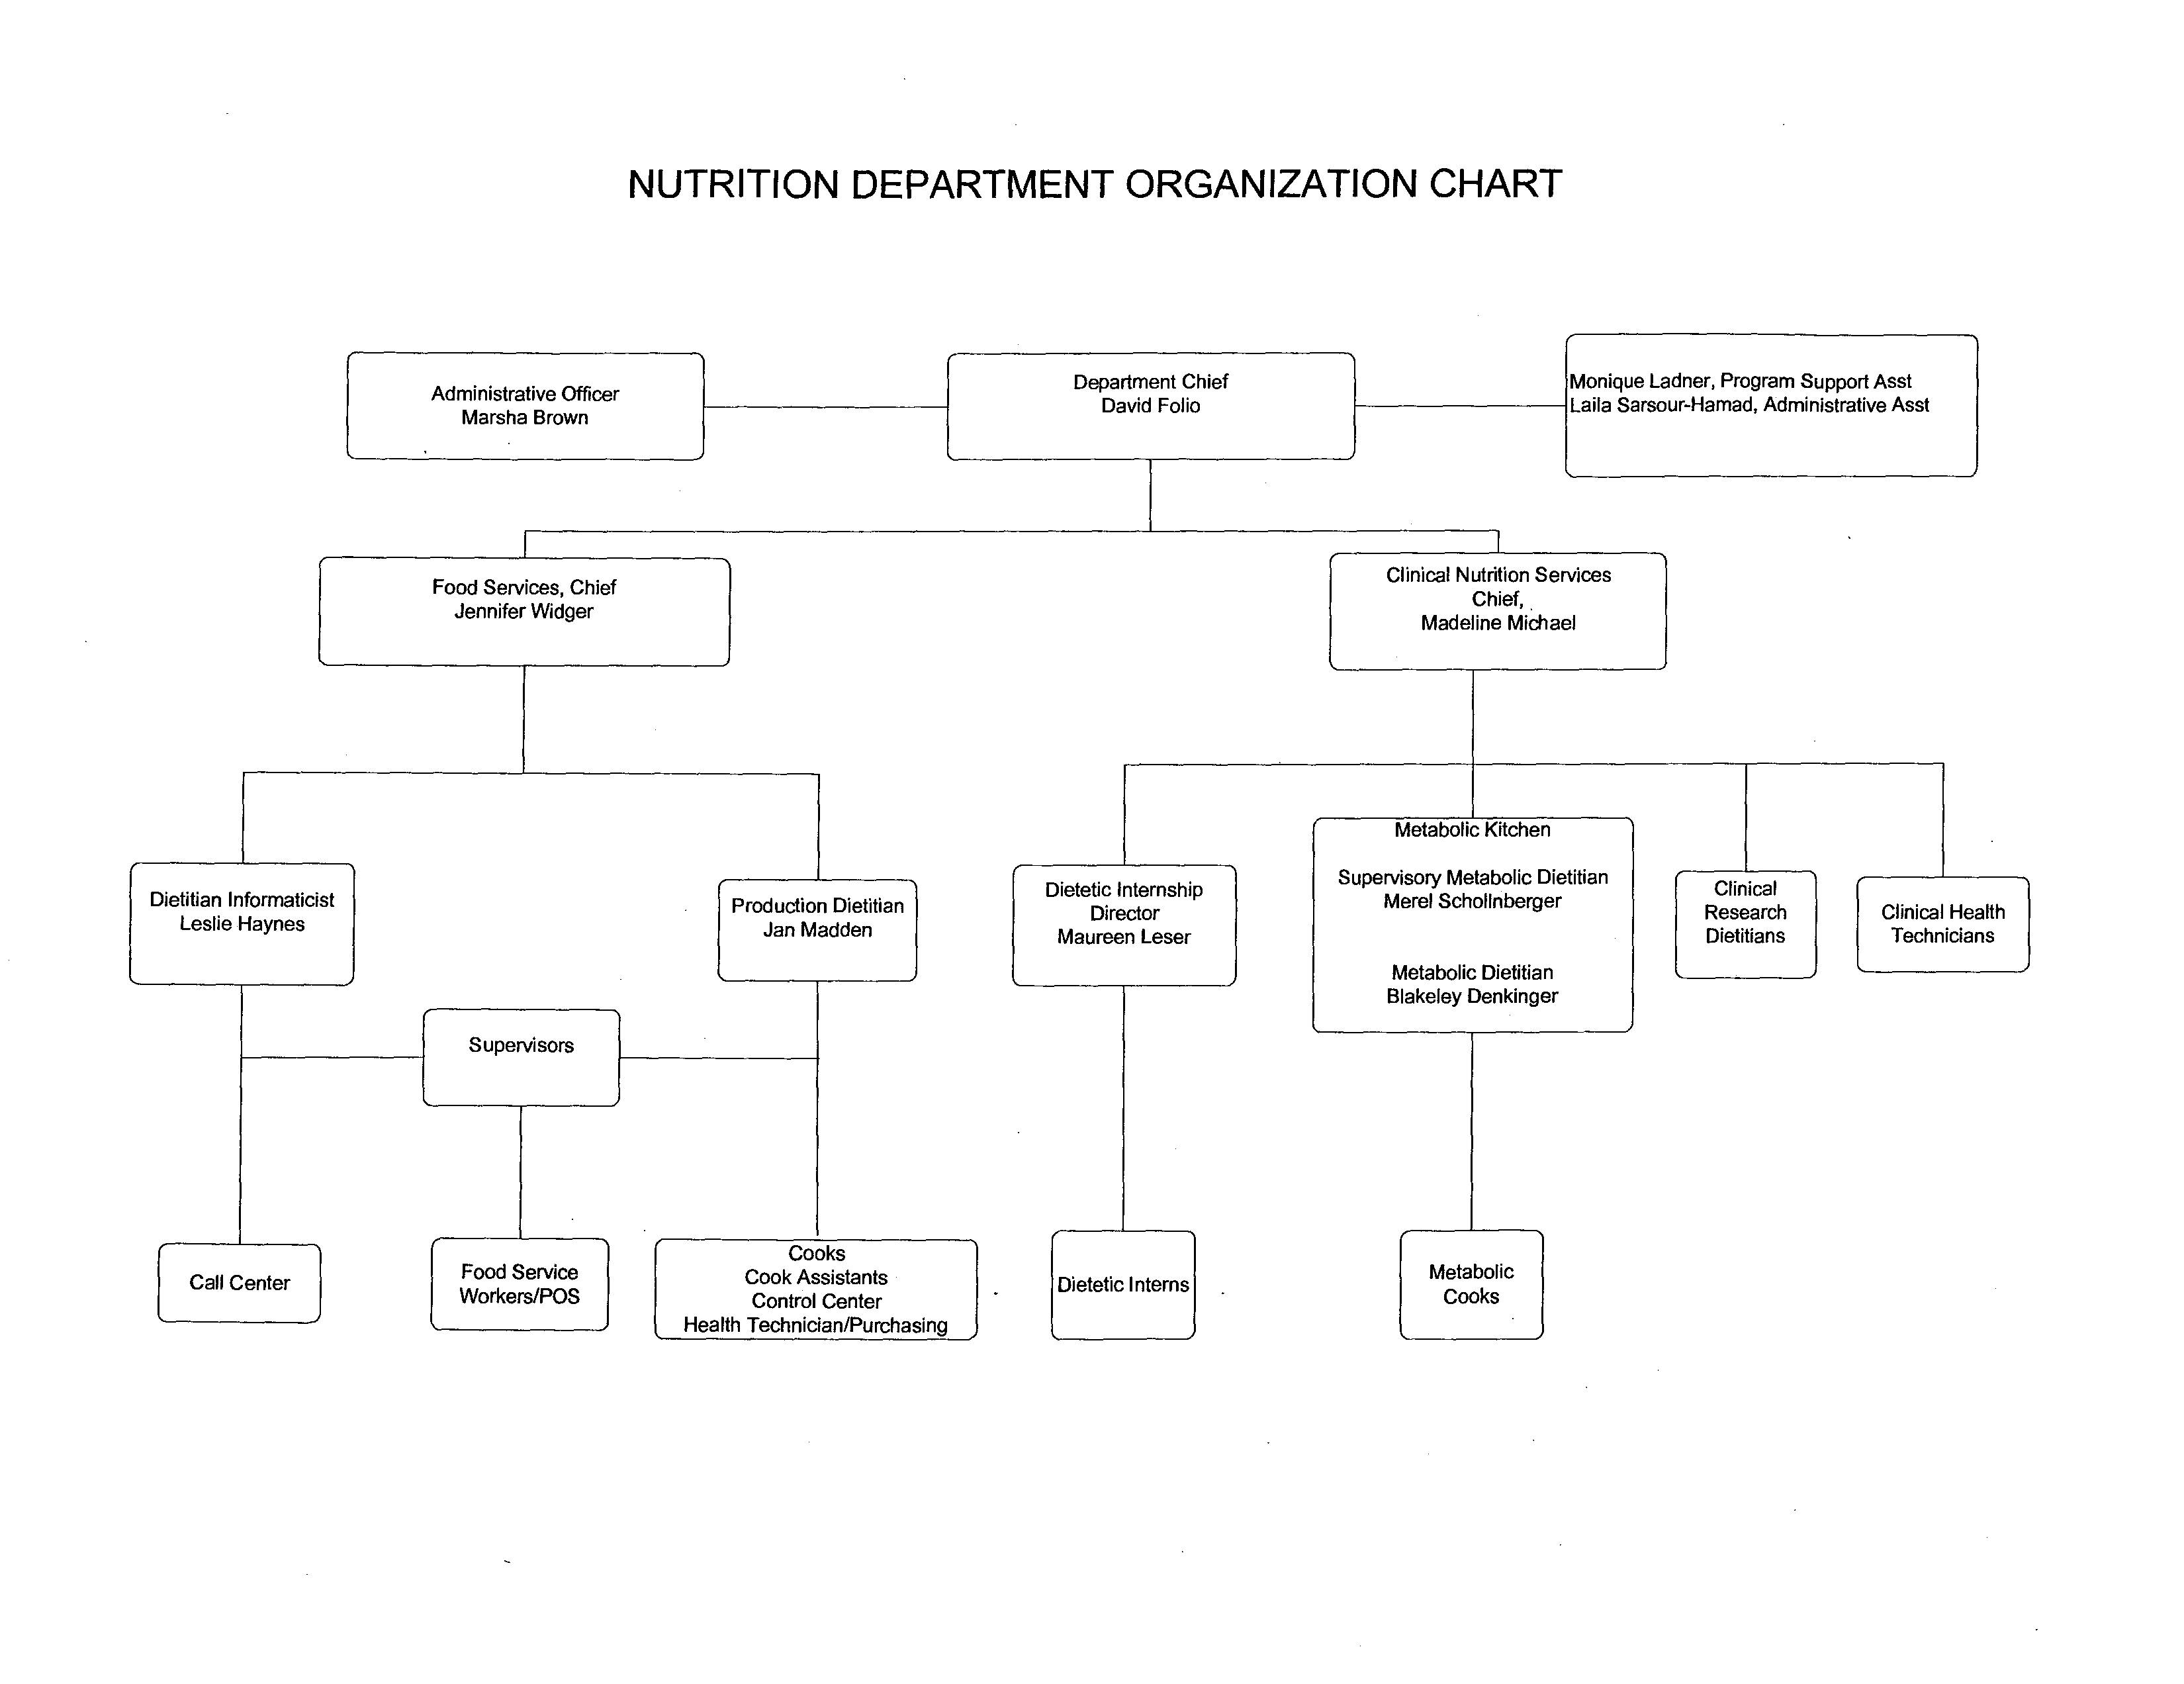 NUTRITION DEPARTMENT ORGANIZATION CHART
Administrative Officer
Marsha Brown
Department Chief
David Folio
Monique Ladner, Program Support Asst
Laila Sarsour-Hamad, Administrative Asst
Food Services, Chief
Jennifer Widger
Clinical Nutrition Services
Chief,
Madeline Michael
Dietitian Informaticist
Leslie Haynes
Production Dietitian
Jan Madden
Dietetic Internship
Director
Maureen Leser
Metabolic Kitchen
Supervisory Metabolic Dietitian
Merel Schollnberger
Metabolic Dietitian
Blakeley Denkinger
Clinical
Research
Dietitians
Clinical Health
Technicians
Supervisors
Call Center
Food Service
Workers/POS
Cooks
Cook Assistants
Control Center
Health Technician/Purchasing
Dietetic Interns
Metabolic
Cooks